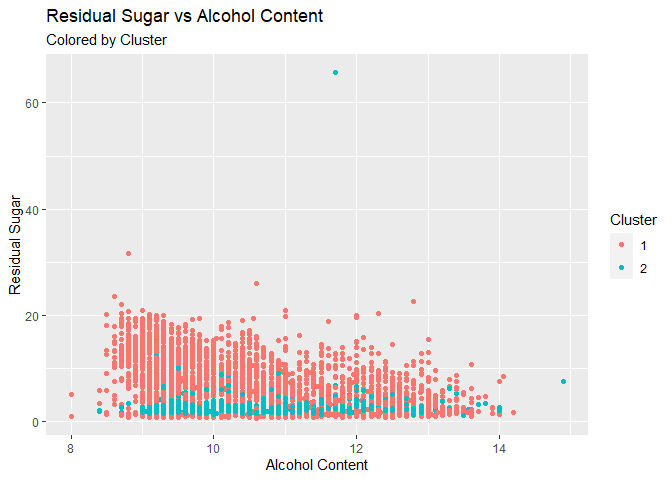 Residual Sugar vs Alcohol Content
Colored by Cluster
60
40
20
0
Residual Sugar
8 10 12 14
Alcohol Content
Cluster
1
2